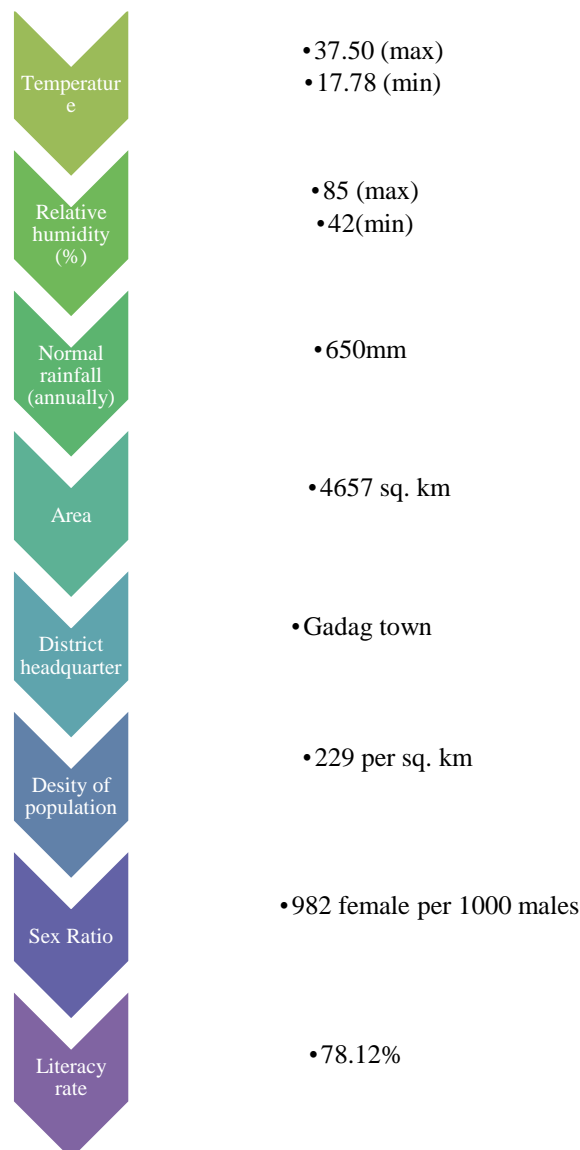 Temperatur
e
•37.50 (max)
•17.78 (min)
Relative
humidity
(%)
•85 (max)
•42(min)
Normal
rainfall
(annually)
•650mm
Area
•4657 sq. km
District
headquarter
•Gadag town
Desity of
population
•229 per sq. km
Sex Ratio
•982 female per 1000 males
Literacy
rate
•78.12%